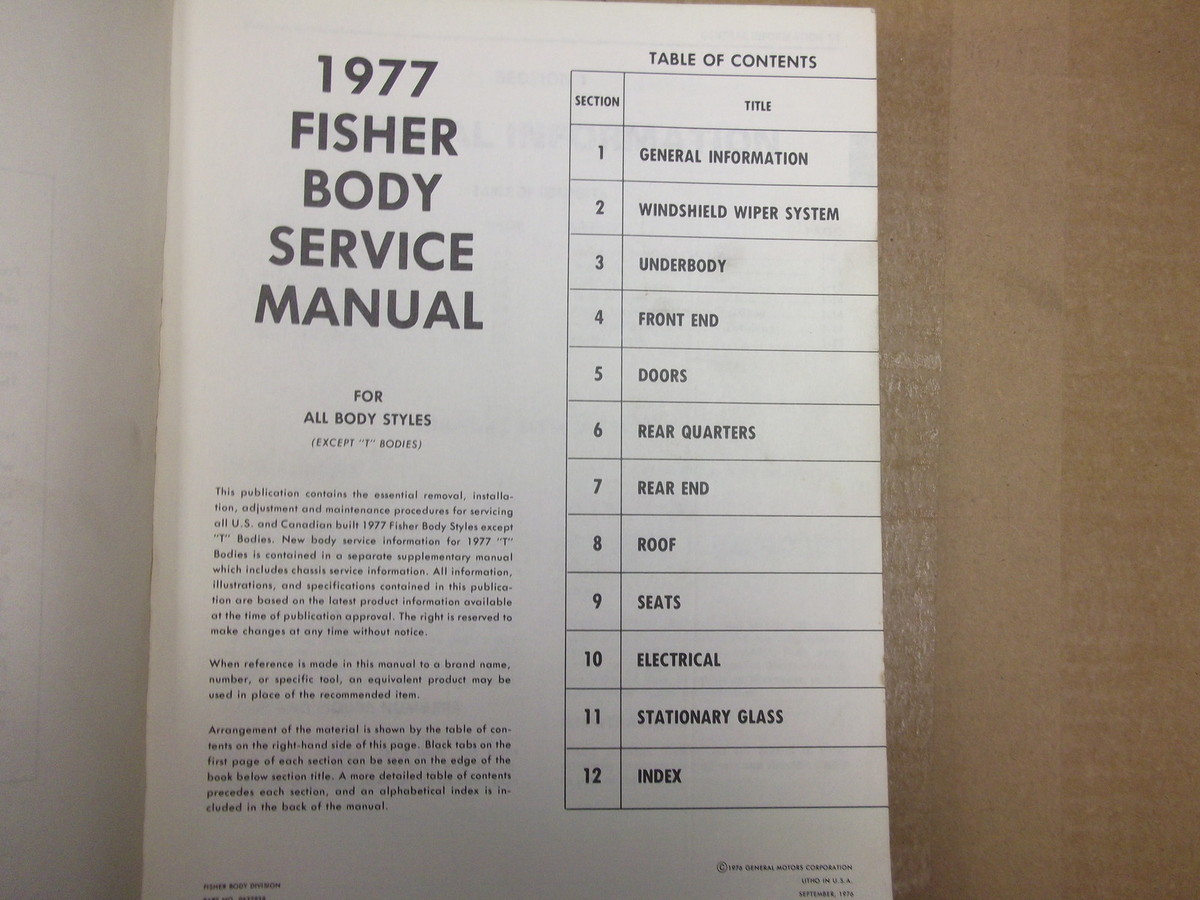 1977
FISHER
BODY
SERVICE
MANUAL
FOR
ALL BODY STYLES
(EXCEPT "T" BODIES)
This publication contains the essential removal, installa-
tion, adjustment and maintenance procedures for servicing
all U.S. and Canadian built 1977 Fisher Body Styles except
"T" Bodies. New body service information for 1977 "T"
Bodies is contained in a separate supplementary manual
which includes chassis service information. All information,
illustrations, and specifications contained in this publica-
tion are based on the latest product information available
at the time of publication approval. The right is reserved to
make changes at any time without notice.
When reference is made in this manual to a brand name,
number, or specific tool, an equivalent product may be
used in place of the recommended item.
Arrangement of the material is shown by the table of con-
tents on the right-hand side of this page. Black tabs on the
first page of each section can be seen on the edge of the
book below section title. A more detailed table of contents
precedes each section, and an alphabetical index is in-
cluded in the back of the manual.
FISHER BODY DIVISION
PART NO.
TABLE OF CONTENTS
SECTION TITLE
1 GENERAL INFORMATION
2 WINDSHIELD WIPER SYSTEM
3 UNDERBODY
4 FRONT END
5 DOORS
6 REAR QUARTERS
7 REAR END
8 ROOF
9 SEATS
10 ELECTRICAL
11 STATIONARY GLASS
12 INDEX
©1976 GENERAL MOTORS CORPORATION
LITHO IN U.S.A.
SEPTEMBER, 1976